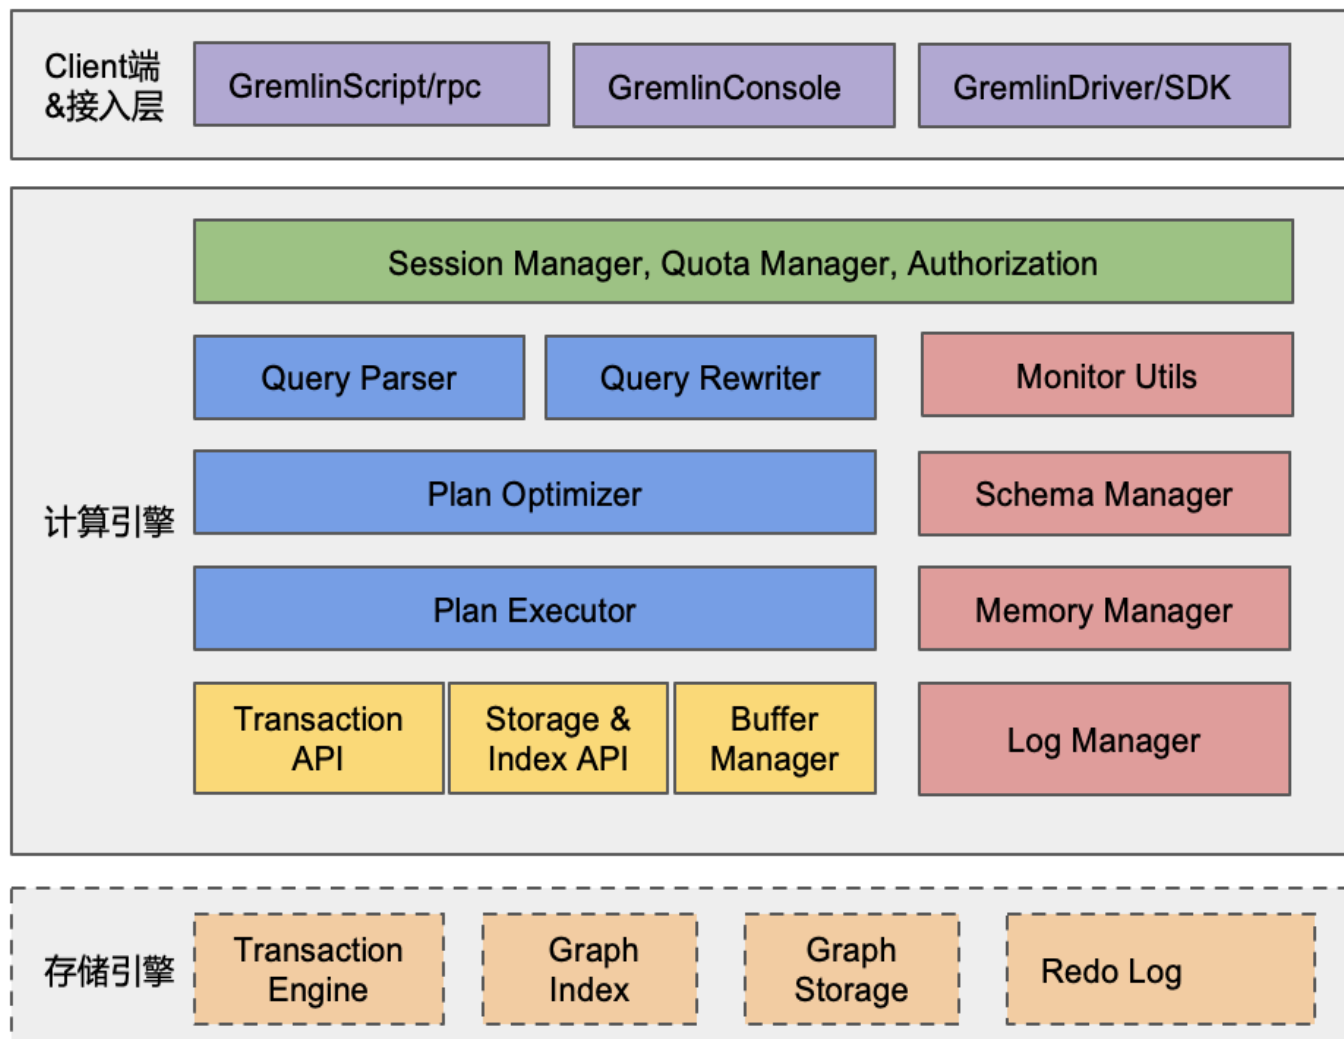 Client端
&接入层
GremlinScript/rpc
GremlinConsole
GremlinDriver/SDK
计算引擎
Session Manager, Quota Manager, Authorization
Query Parser
Query Rewriter
Monitor Utils
Plan Optimizer
Schema Manager
Plan Executor
Memory Manager
Transaction
API
Storage &
Index API
Buffer
Manager
Log Manager
存储引擎
Transaction
Engine
Graph
Index
Graph
Storage
Redo Log